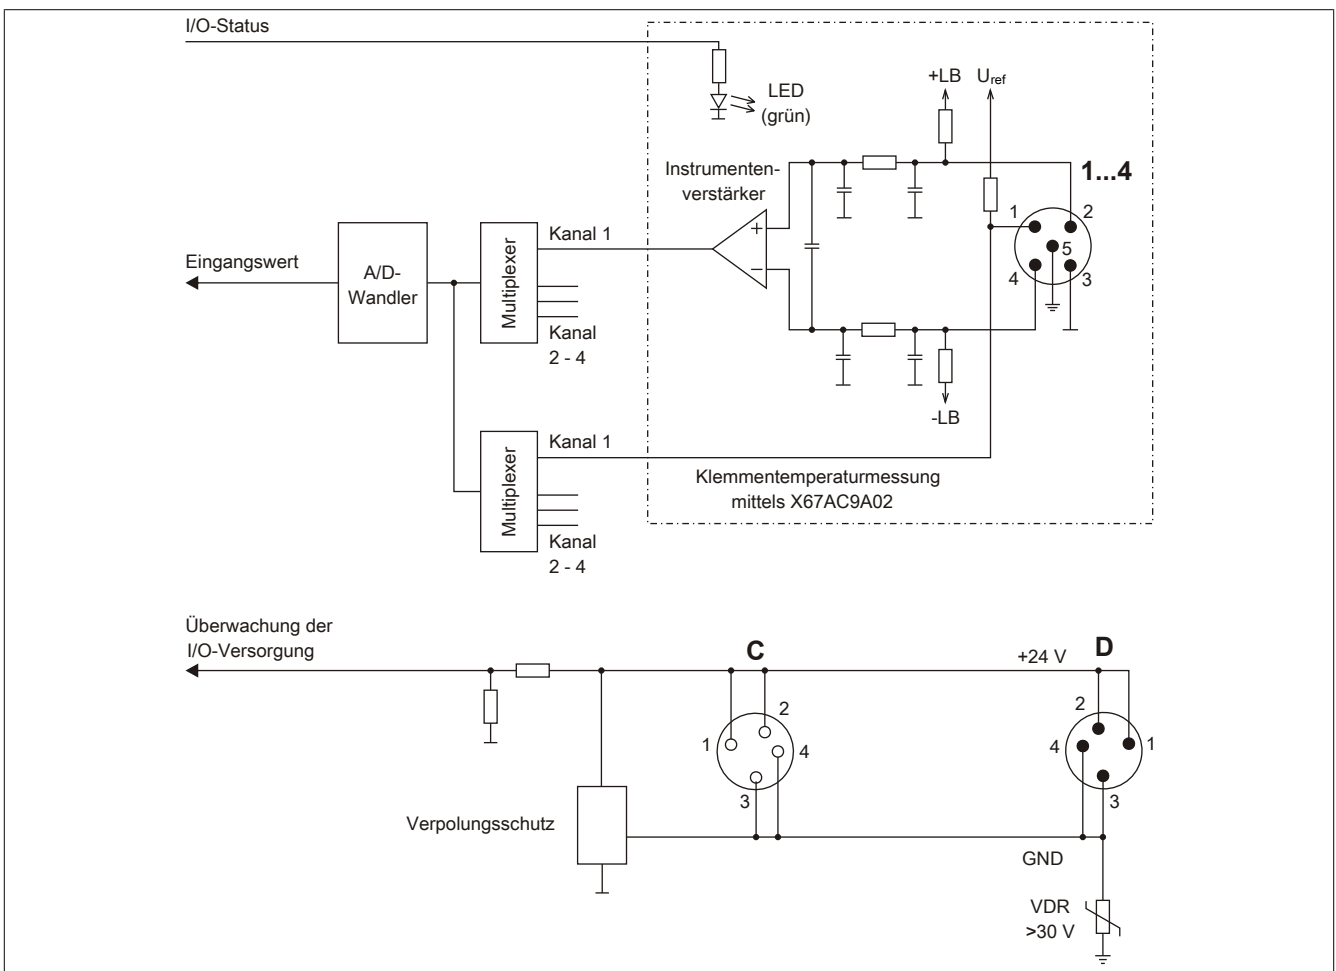 I/O-Status
LED
(grün)
+LB
Uref
Instrumenten-
verstärker
1...4
1
2
5
4
3
+
−
Eingangswert
A/D-
Wandler
Multiplexer
Kanal 1
Kanal
2 - 4
-LB
Multiplexer
Kanal 1
Kanal
2 - 4
Klemmentemperaturmessung
mittels X67AC9A02
Überwachung der
I/O-Versorgung
C
+24 V
D
2
1
4
3
2
4
1
3
Verpolungsschutz
GND
VDR
>30 V